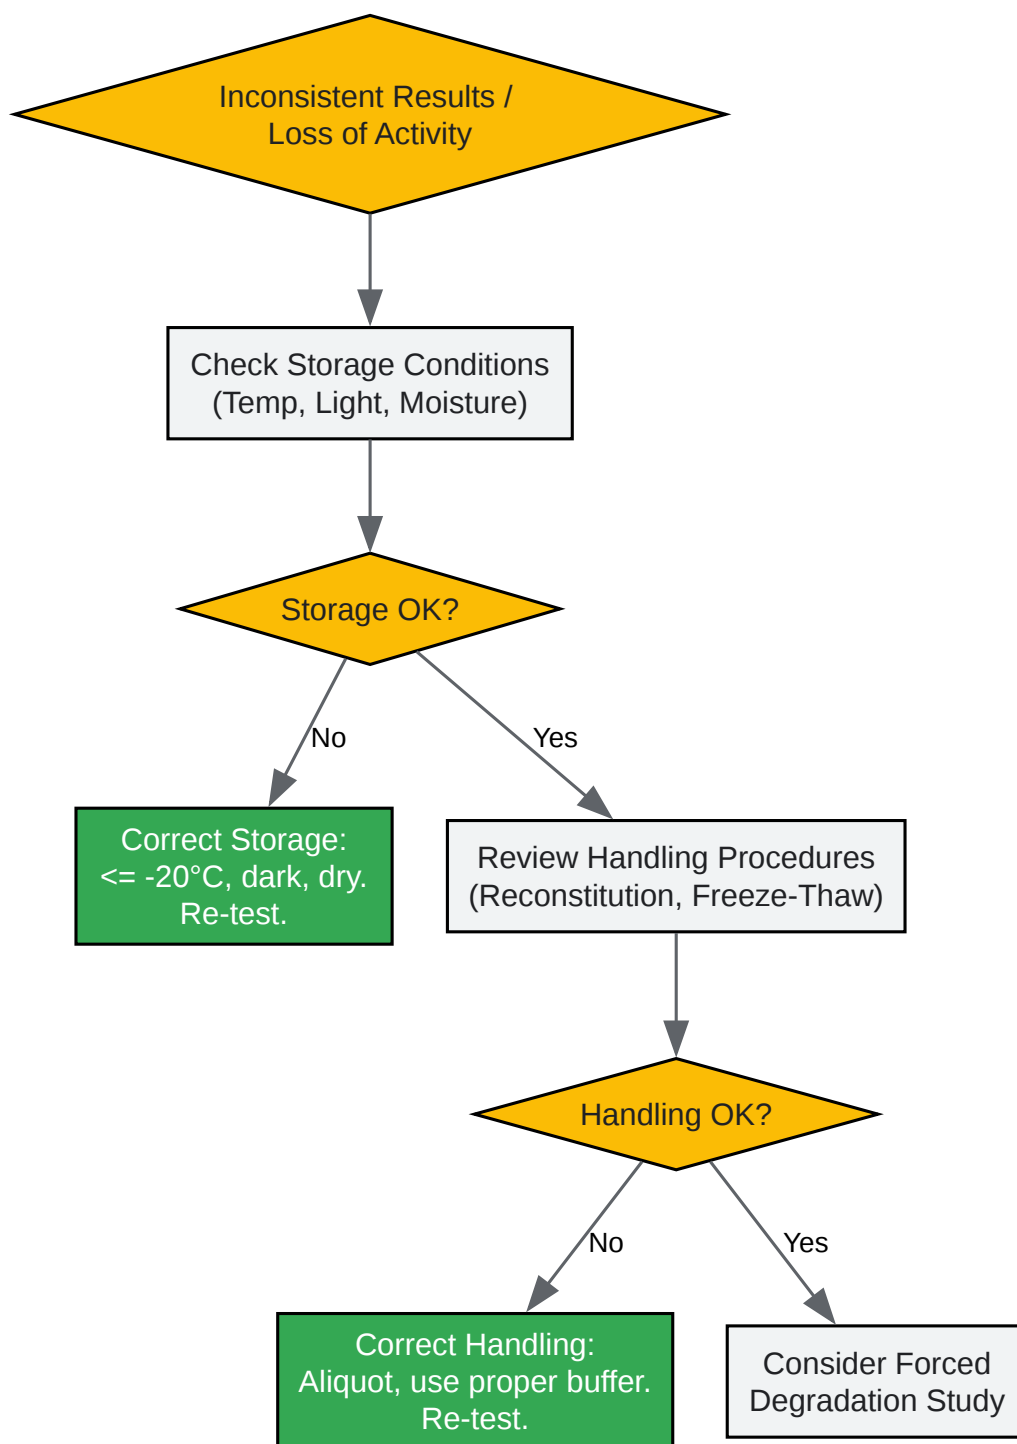 Inconsistent Results /
Loss of Activity
Check Storage Conditions
(Temp, Light, Moisture)
Storage OK?
No
Yes
Correct Storage:
<= -20°C, dark, dry.
Re-test.
Review Handling Procedures
(Reconstitution, Freeze-Thaw)
Handling OK?
No
Yes
Correct Handling:
Aliquot, use proper buffer.
Re-test.
Consider Forced
Degradation Study